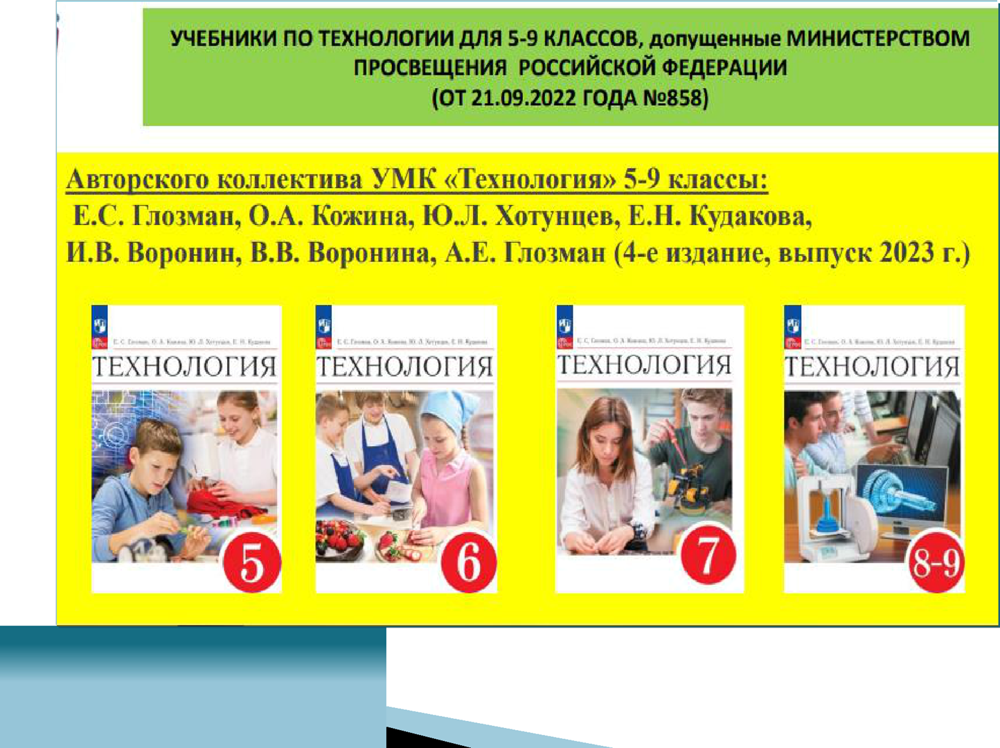 УЧЕБНИКИ ПО ТЕХНОЛОГИИ ДЛЯ 5-9 КЛАССОВ, допущенные МИНИСТЕРСТВОМ
ПРОСВЕЩЕНИЯ РОССИЙСКОЙ ФЕДЕРАЦИИ
(ОТ 21.09.2022 ГОДА №858)
Авторского коллектива УМК «Технология» 5-9 классы:
Е.С. Глозман, О.А. Кожина, Ю.Л. Хотунцев, Е.Н. Кудакова,
И.В. Воронин, В.В. Воронина, А.Е. Глозман (4-е издание, выпуск 2023 г.)
Е. С. Глозман, О. А. Кожина, Ю. Л. Хотунцев, Е. Н. Кудакова
ТЕХНОЛОГИЯ
5
Е. С. Глозман, О. А. Кожина, Ю. Л. Хотунцев, Е. Н. Кудакова
ТЕХНОЛОГИЯ
6
Е. С. Глозман, О. А. Кожина, Ю. Л. Хотунцев, Е. Н. Кудакова
ТЕХНОЛОГИЯ
7
Е. С. Глозман, О. А. Кожина, Ю. Л. Хотунцев, Е. Н. Кудакова
ТЕХНОЛОГИЯ
8-9